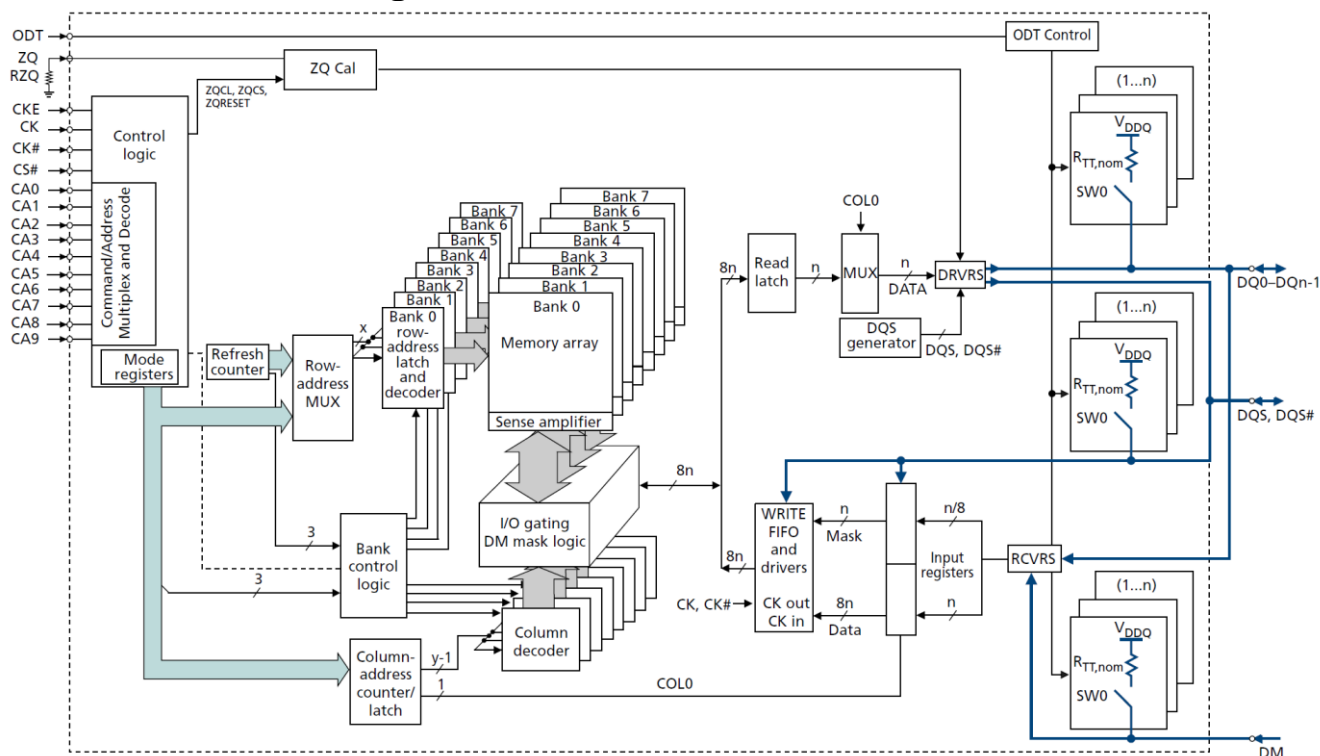 ODT
ZQ
RZQ
CKE
CK
CK#
CS#
CA0
CA1
CA2
CA3
CA4
CA5
CA6
CA7
CA8
CA9
Control
logic
Command/Address
Multiplex and Decode
Mode
registers
ZQ Cal
ZQCL, ZQCS,
ZQRESET
Refresh
counter
Row-
address
MUX
x
3
3
Bank
control
logic
Column-
address
counter/
latch
y-1
1
COL0
Bank 7
Bank 6
Bank 5
Bank 4
Bank 3
Bank 2
Bank 1
Bank 0
row-
address
latch
and
decoder
Bank 7
Bank 6
Bank 5
Bank 4
Bank 3
Bank 2
Bank 1
Bank 0
Memory array
Sense amplifier
I/O gating
DM mask logic
Column
decoder
8n
8n
Read
latch
n
COL0
MUX
n
DATA
DRVRS
DQS
generator
DQS, DQS#
8n
WRITE
FIFO
and
drivers
CK out
CK in
CK, CK#
n
Mask
8n
Data
n/8
Input
registers
n
RCVRS
ODT Control
(1...n)
VDDQ
RTT,nom
SW0
DQ0–DQn-1
(1...n)
VDDQ
RTT,nom
SW0
DQS, DQS#
(1...n)
VDDQ
RTT,nom
SW0
DM